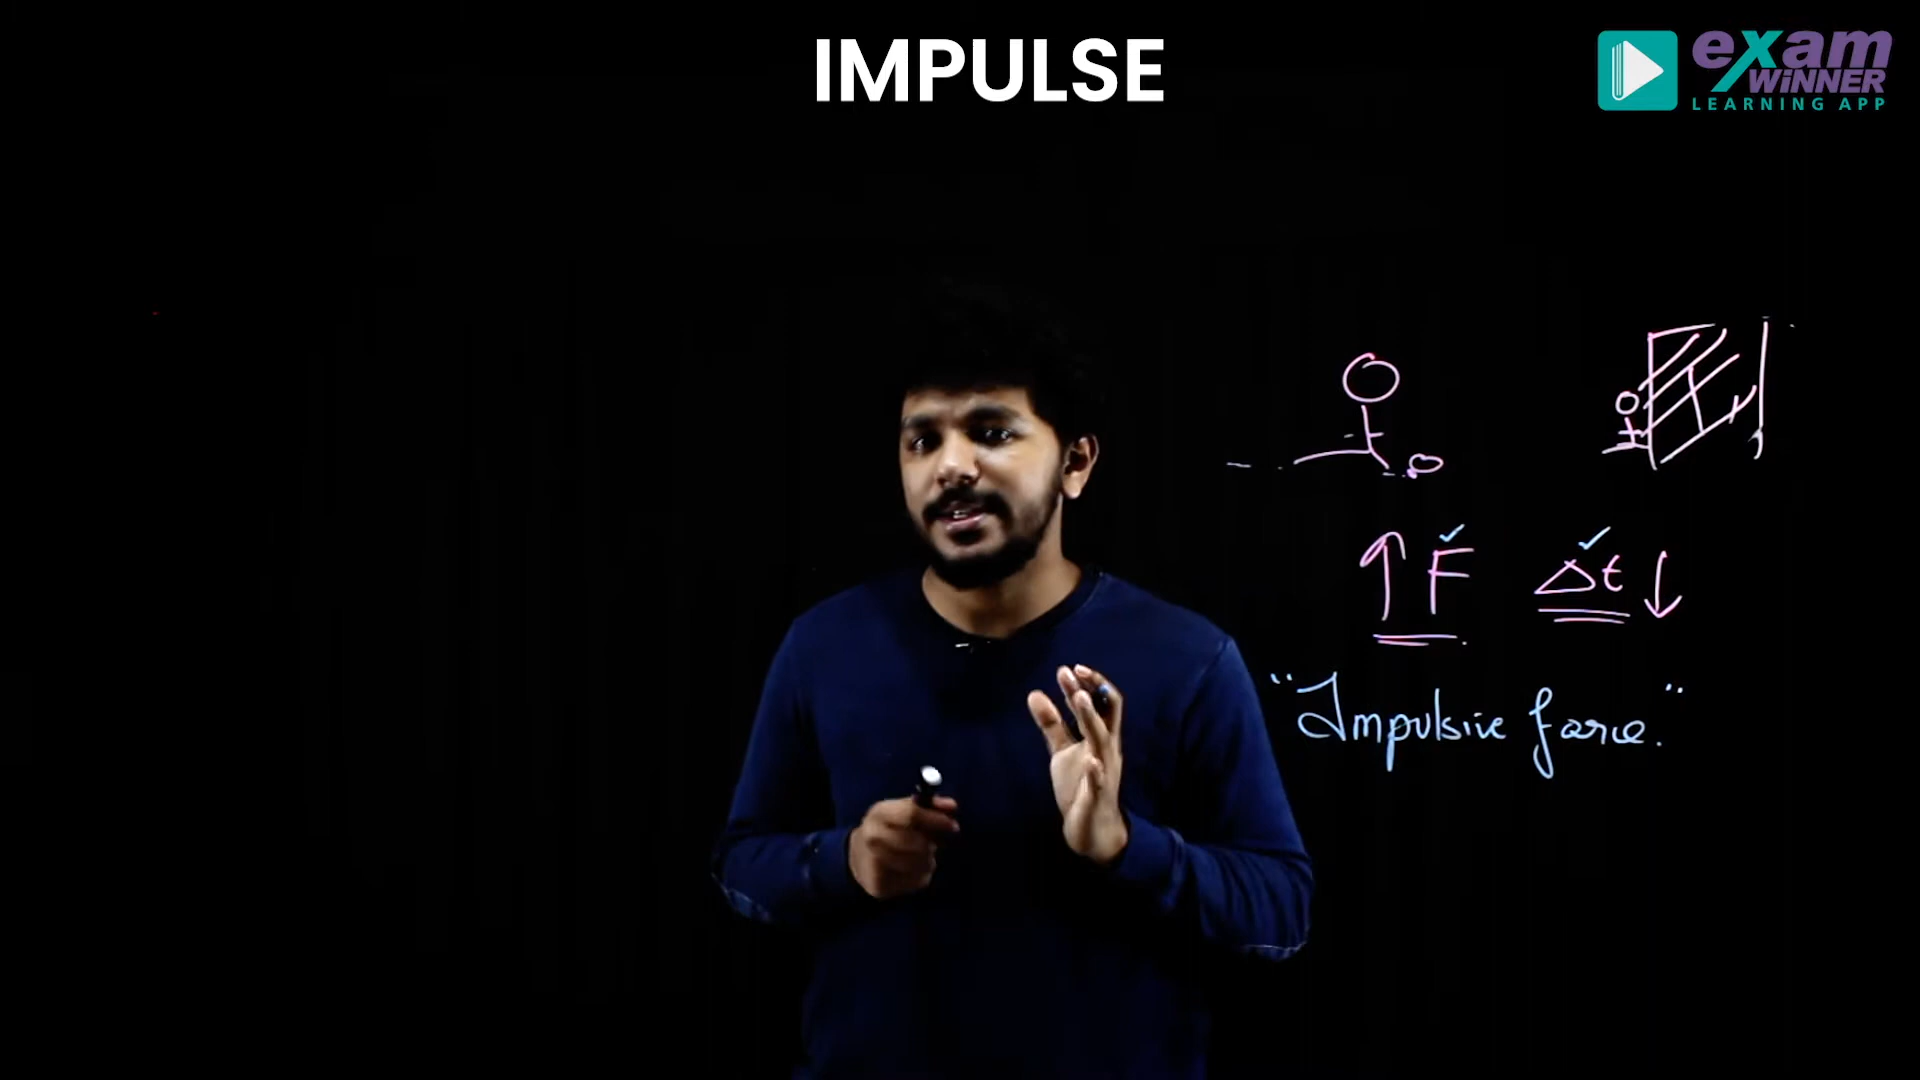 IMPULSE
exam
WiNNER
LEARNING APP
↑ F Δt ↓
"Impulsive force."